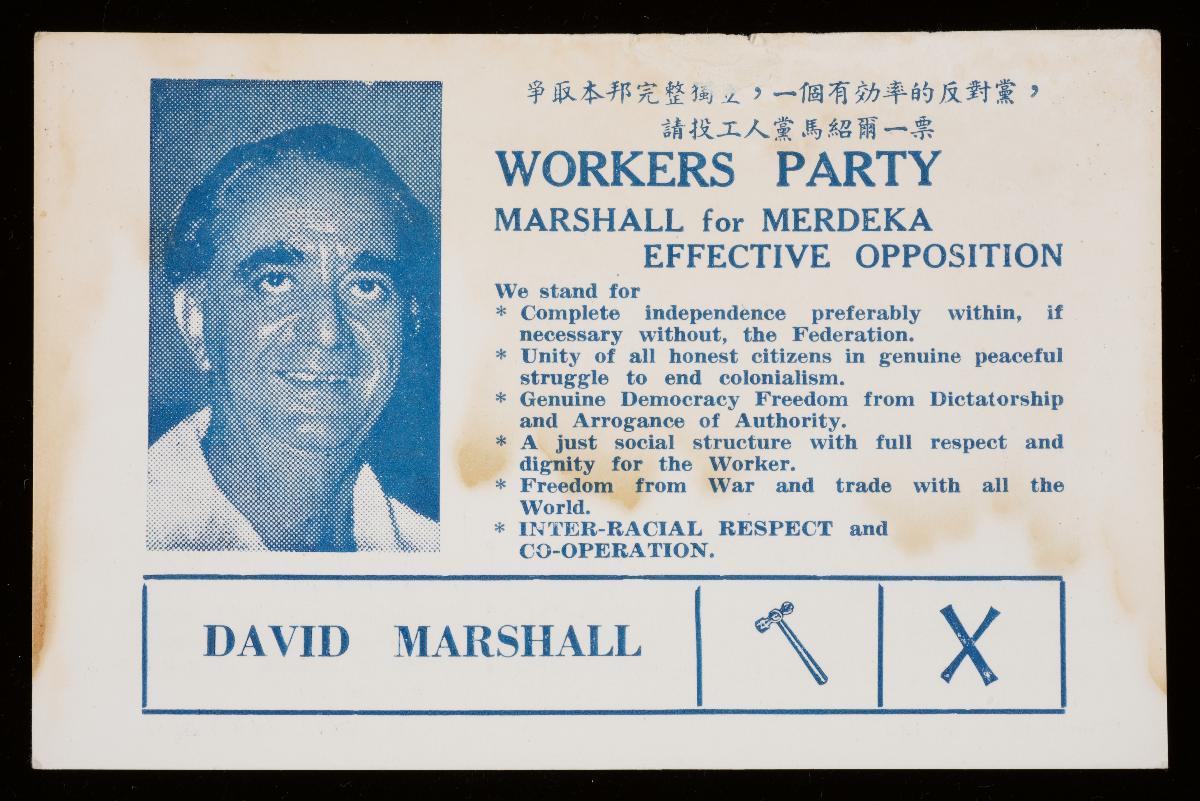 爭取本邦完整獨立，一個有効率的反對黨，
請投工人黨馬紹爾一票
WORKERS PARTY
MARSHALL for MERDEKA
EFFECTIVE OPPOSITION
We stand for
* Complete independence preferably within, if
necessary without, the Federation.
* Unity of all honest citizens in genuine peaceful
struggle to end colonialism.
* Genuine Democracy Freedom from Dictatorship
and Arrogance of Authority.
* A just social structure with full respect and
dignity for the Worker.
* Freedom from War and trade with all the
World.
* INTER-RACIAL RESPECT and
CO-OPERATION.
DAVID MARSHALL X